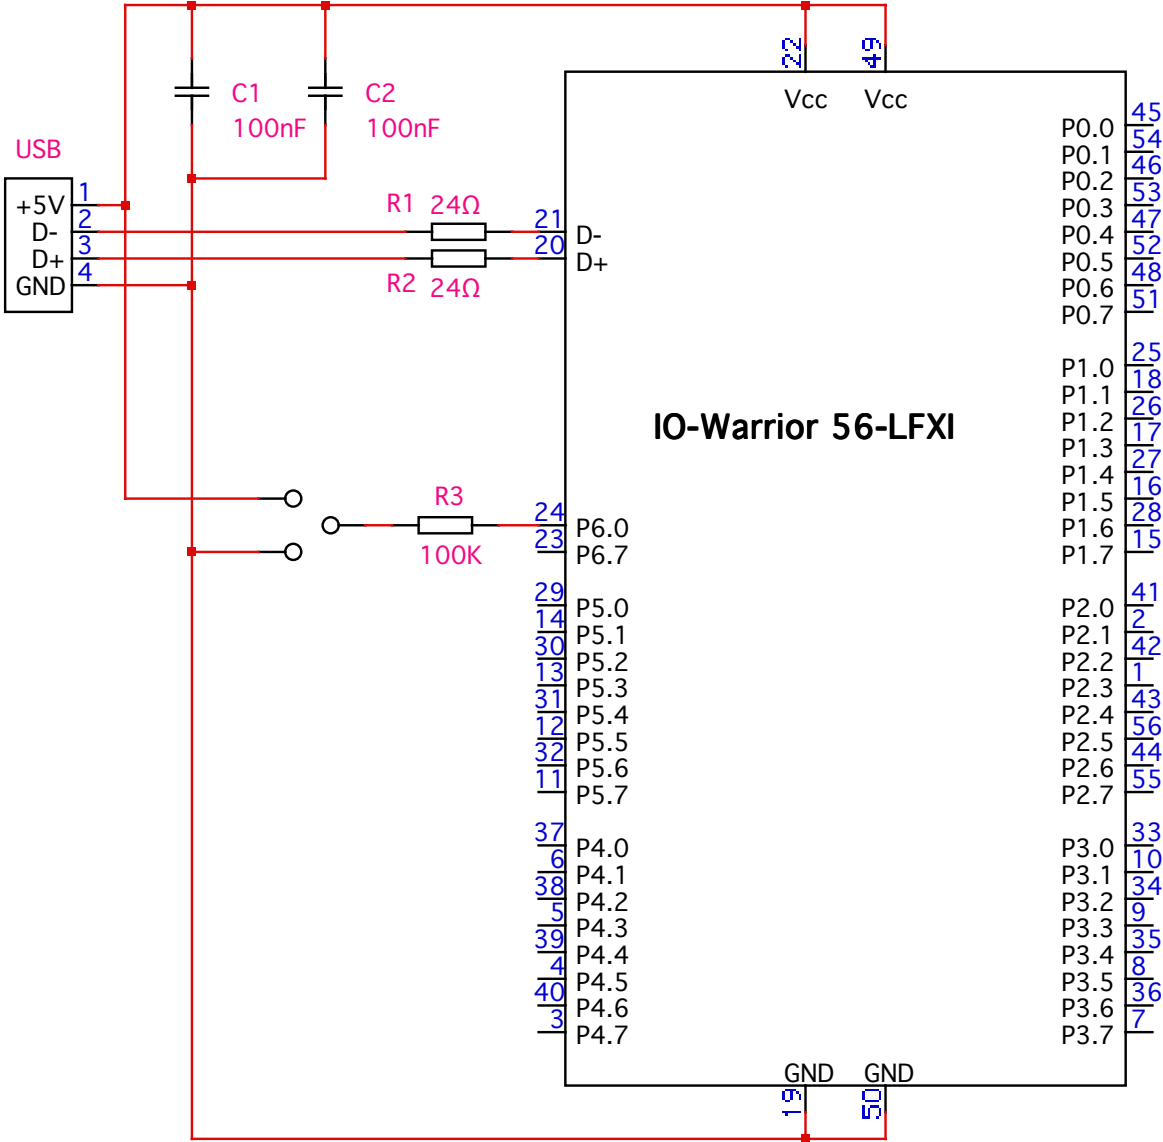 22
49
Vcc
Vcc
C1
100nF
C2
100nF
USB
+5V 1
D- 2
D+ 3
GND 4
R1 24Ω
R2 24Ω
21 D-
20 D+
IO-Warrior 56-LFXI
R3
100K
24 P6.0
23 P6.7
29 P5.0
14 P5.1
30 P5.2
13 P5.3
31 P5.4
12 P5.5
32 P5.6
11 P5.7
37 P4.0
6 P4.1
38 P4.2
5 P4.3
39 P4.4
4 P4.5
40 P4.6
3 P4.7
P0.0 45
P0.1 54
P0.2 46
P0.3 53
P0.4 47
P0.5 52
P0.6 48
P0.7 51
P1.0 25
P1.1 18
P1.2 26
P1.3 17
P1.4 27
P1.5 16
P1.6 28
P1.7 15
P2.0 41
P2.1 2
P2.2 42
P2.3 1
P2.4 43
P2.5 56
P2.6 44
P2.7 55
P3.0 33
P3.1 10
P3.2 34
P3.3 9
P3.4 35
P3.5 8
P3.6 36
P3.7 7
GND
GND
19
50